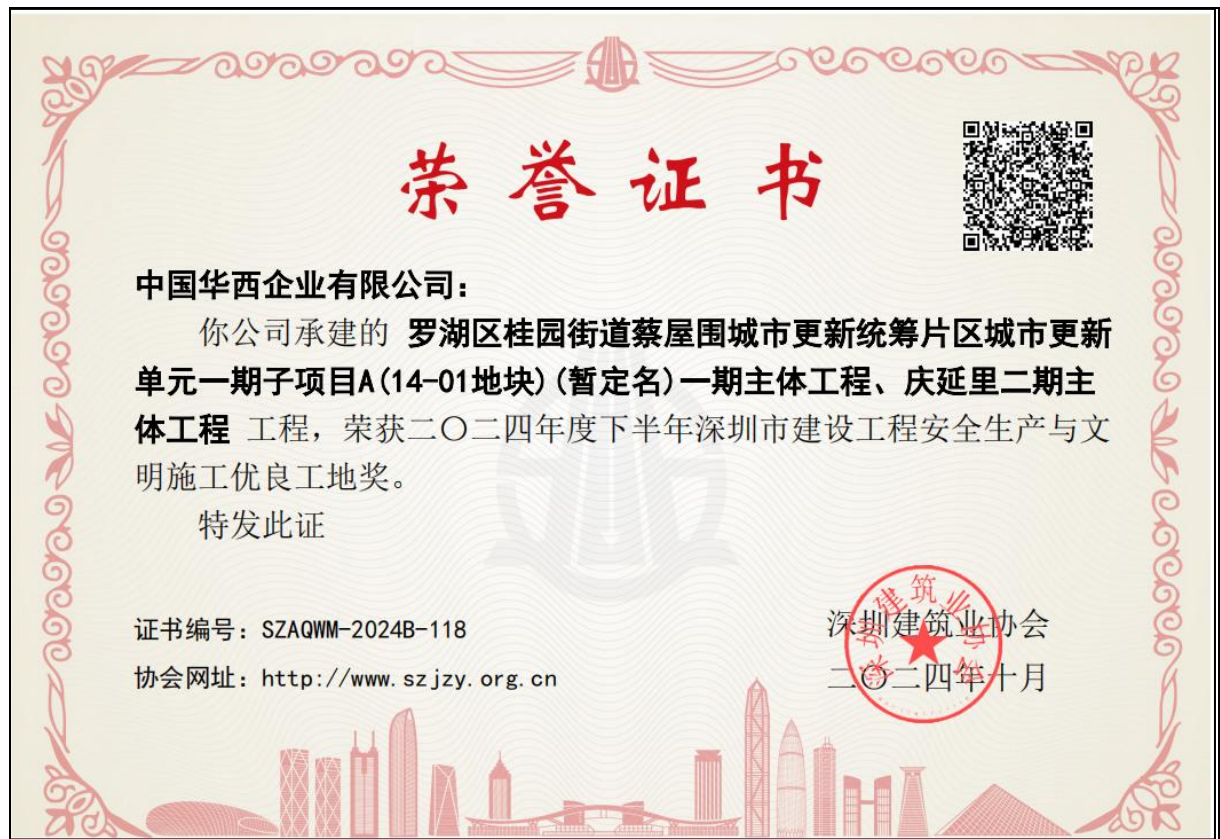 荣誉证书
中国华西企业有限公司：
你公司承建的 罗湖区桂园街道蔡屋围城市更新统筹片区城市更新
单元一期子项目A(14-01地块)(暂定名)一期主体工程、庆延里二期主
体工程 工程，荣获二〇二四年度下半年深圳市建设工程安全生产与文
明施工优良工地奖。
特发此证
证书编号：SZAQWM-2024B-118
协会网址：http://www.szjzy.org.cn
深圳建筑业协会
二〇二四年十月
深圳建筑业协会